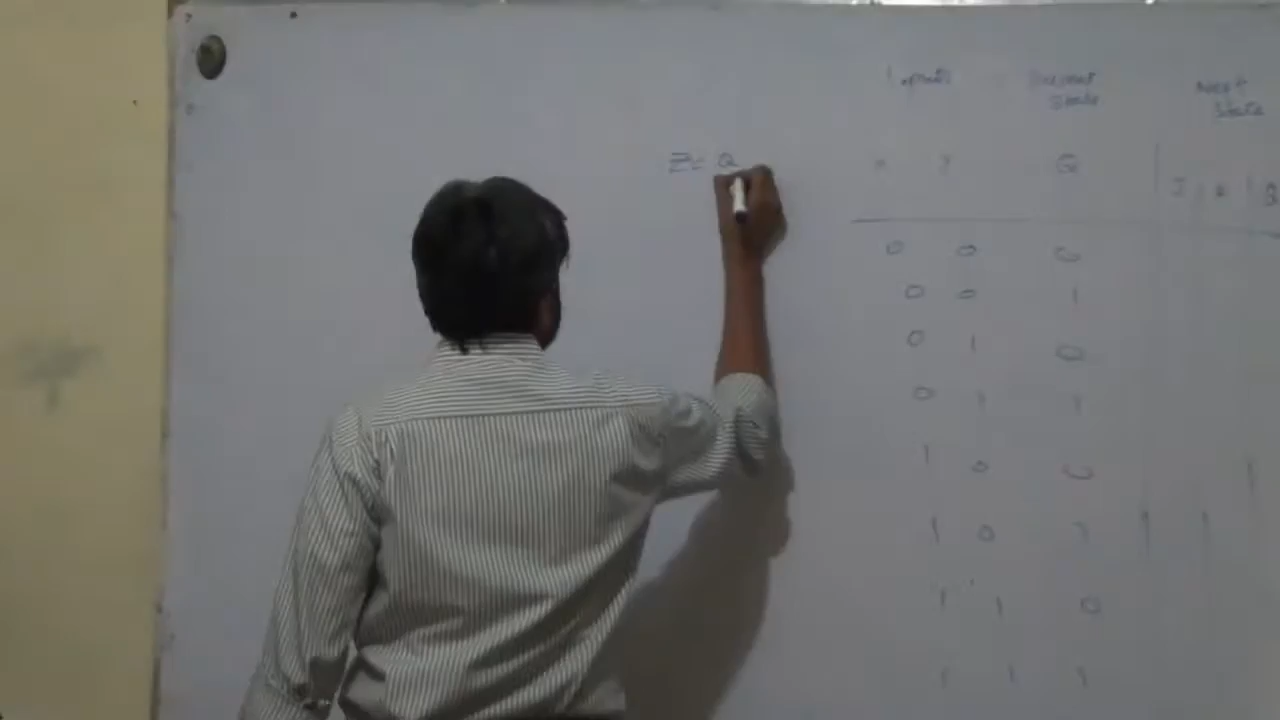 Inputs Present State Next State
Z = Q
x y Q J K Q
0 0 0
0 0 1
0 1 0
0 1 1
1 0 0
1 0 1
1 1 0
1 1 1